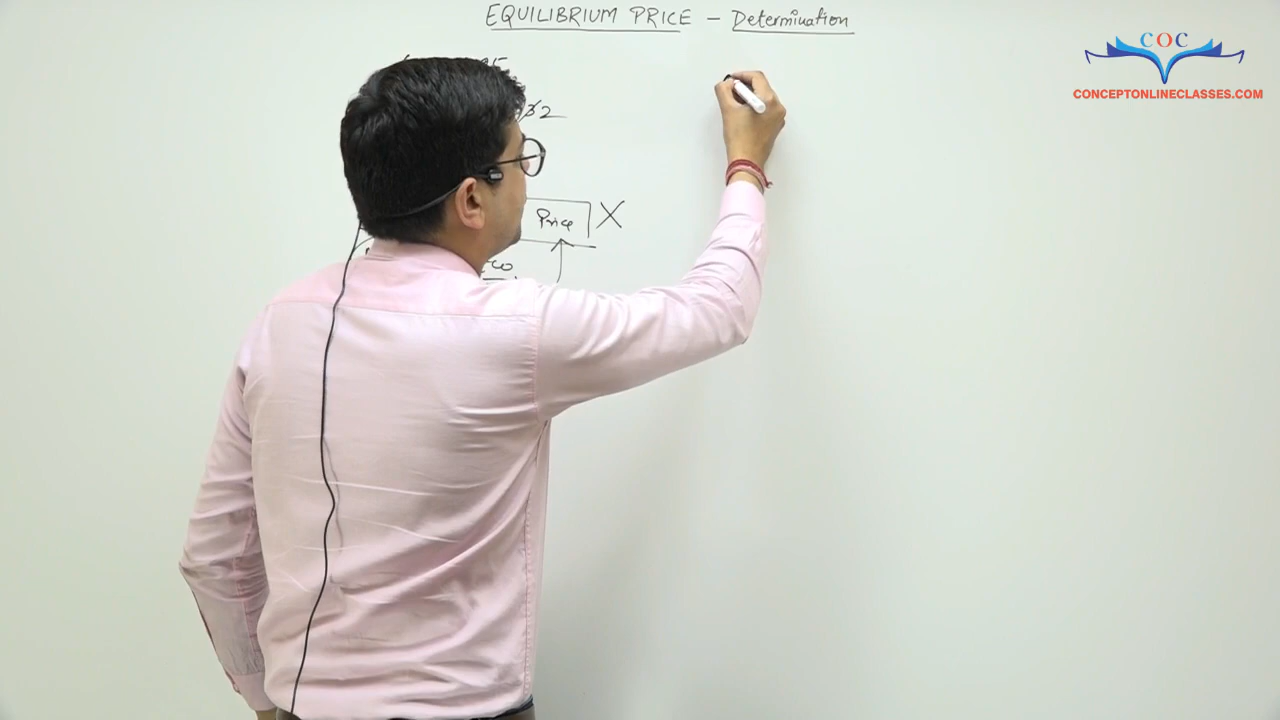 EQUILIBRIUM PRICE - Determination
COC
CONCEPTONLINECLASSES.COM
Price X